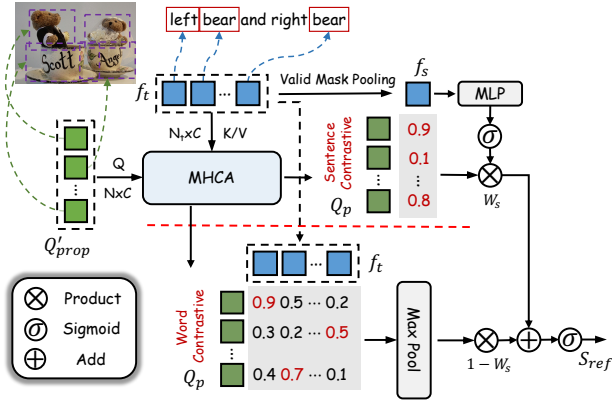 left bear and right bear
Scott
Angel
f_t
Valid Mask Pooling
f_s
MLP
N_t x C
K/V
σ
Q
NxC
MHCA
Sentence
Contrastive
0.9
0.1
...
0.8
Q_p
W_s
Q'_prop
f_t
Product
Sigmoid
Add
σ
Word
Contrastive
0.9 0.5 ... 0.2
0.3 0.2 ... 0.5
0.4 0.7 ... 0.1
Q_p
Max Pool
1 − W_s
σ
S_ref